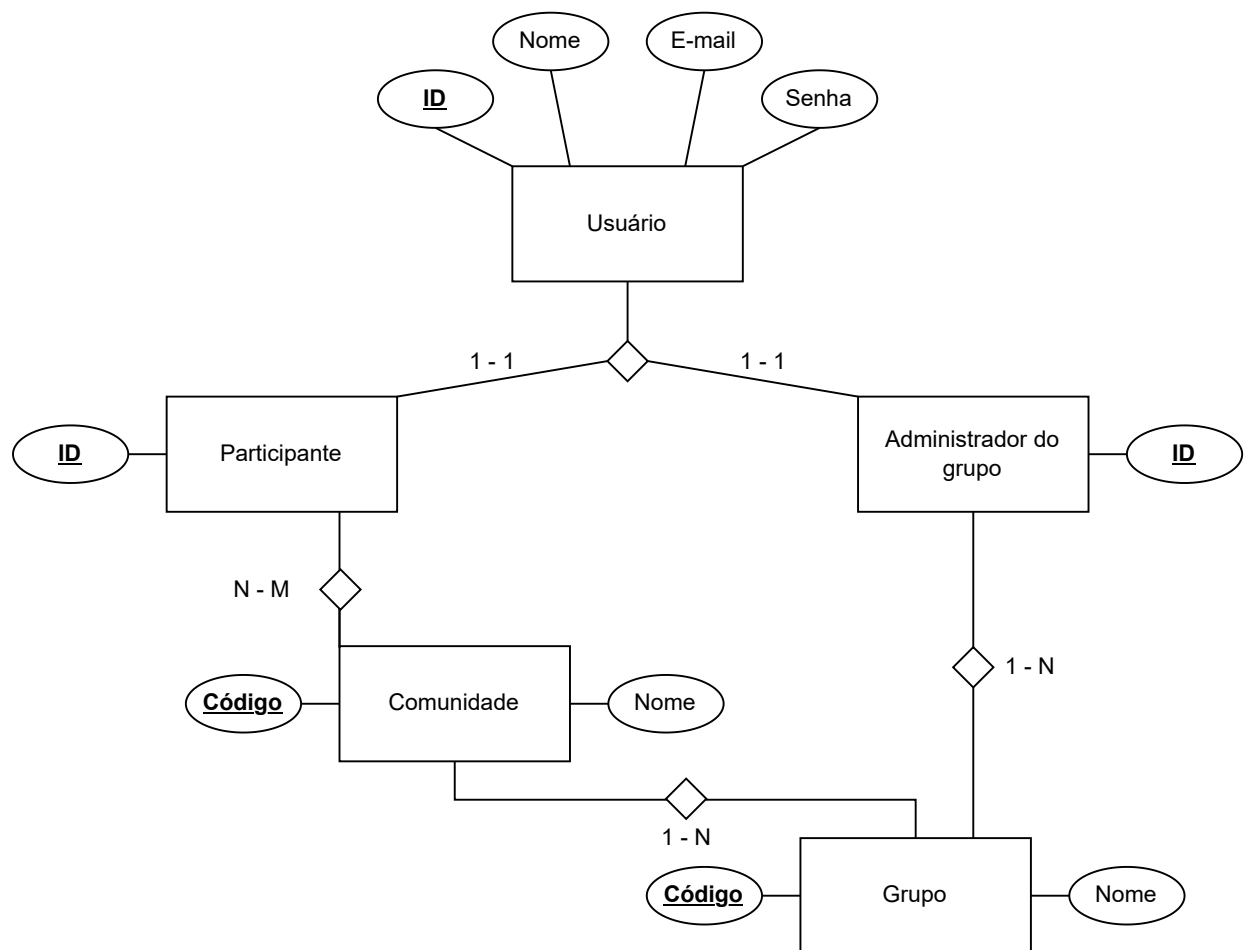 Nome
E-mail
ID
Senha
Usuário
1 - 1
1 - 1
ID
Participante
Administrador do
grupo
ID
N - M
1 - N
Código
Comunidade
Nome
1 - N
Código
Grupo
Nome